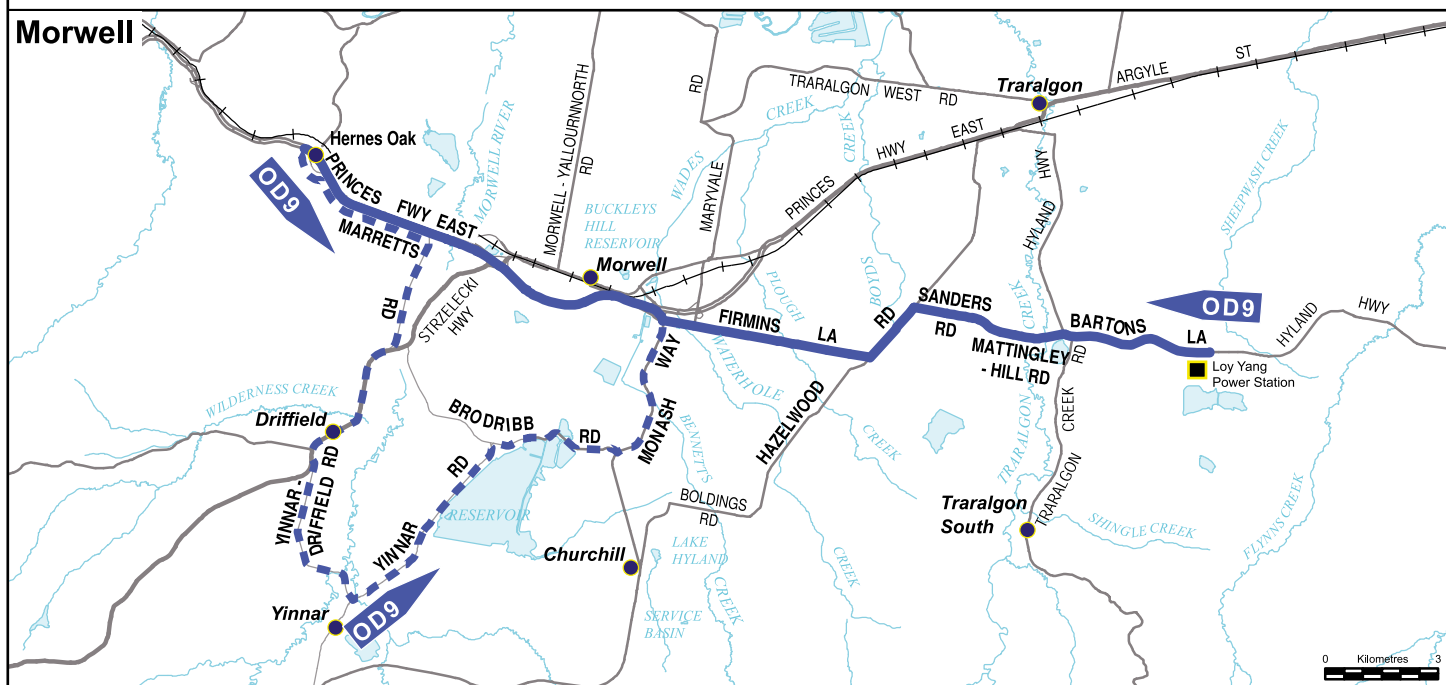 Morwell
Hernes Oak
OD9
PRINCES
FWY EAST
MARRETTS
RD
MORWELL RIVER
MORWELL - YALLOURNNORTH
RD
BUCKLEYS
HILL
RESERVOIR
Morwell
WADES
CREEK
RD
MARYVALE
TRARALGON WEST RD
CREEK
Traralgon
ARGYLE ST
PRINCES
HWY EAST
HWY
HYLAND
SHEEPWASH CREEK
STRZELECKI
HWY
PLOUGH
BOYDS
FIRMINS LA
RD
SANDERS
RD
MATTINGLEY
- HILL RD
CREEK
TRARALGON
BARTONS
LA
RD
OD9
HYLAND
HWY
Loy Yang
Power Station
WILDERNESS CREEK
Driffield
BRODRIBB
RD
WAY
MONASH
WATERHOLE
CREEK
BENNETTS
CREEK
HAZELWOOD
CREEK
TRARALGON
CREEK
YINNAR -
DRIFFIELD RD
YINNAR
RD
RESERVOIR
BOLDINGS
RD
Churchill
LAKE
HYLAND
SERVICE
BASIN
CREEK
Traralgon
South
SHINGLE CREEK
FLYNNS CREEK
Yinnar
OD9
0 Kilometres 3